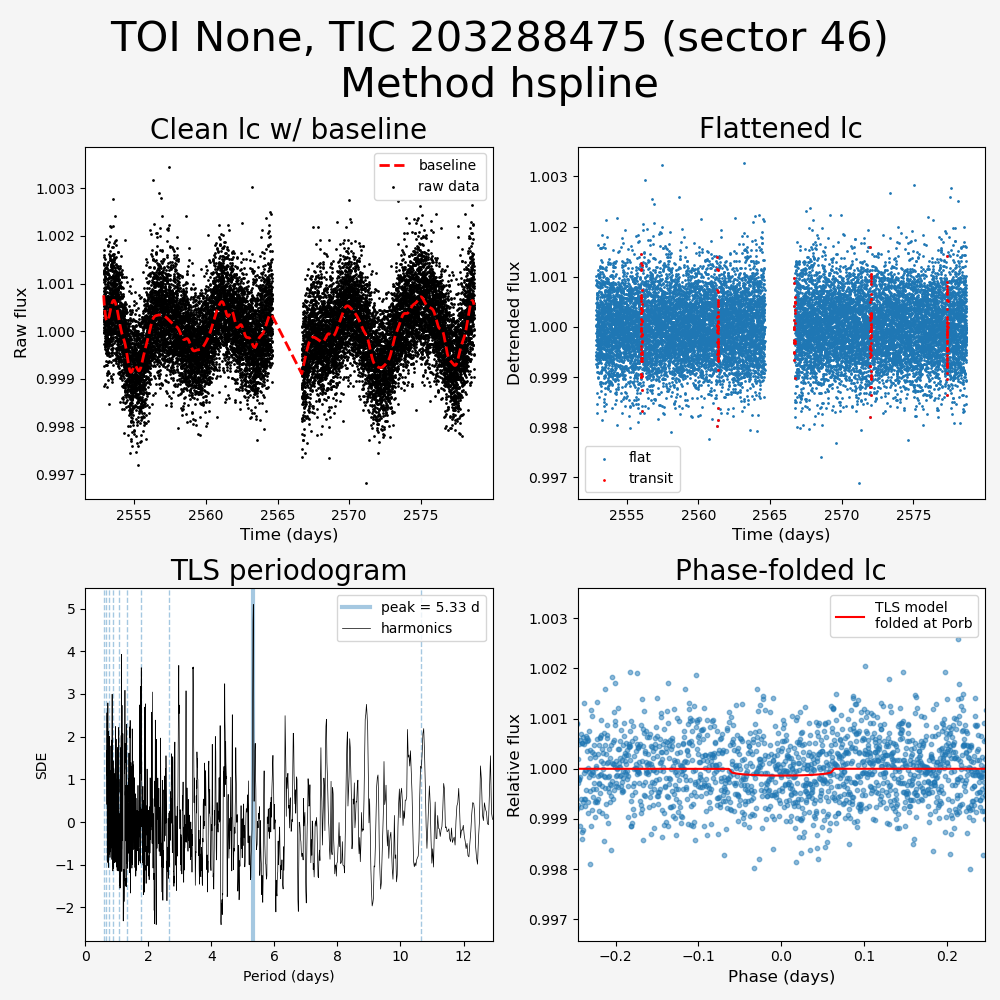 TOI None, TIC 203288475 (sector 46)
Method hspline
Clean lc w/ baseline
baseline
raw data
Raw flux
1.003
1.002
1.001
1.000
0.999
0.998
0.997
2555 2560 2565 2570 2575
Time (days)
Flattened lc
flat
transit
Detrended flux
1.003
1.002
1.001
1.000
0.999
0.998
0.997
2555 2560 2565 2570 2575
Time (days)
TLS periodogram
peak = 5.33 d
harmonics
SDE
5
4
3
2
1
0
−1
−2
0 2 4 6 8 10 12
Period (days)
Phase-folded lc
TLS model
folded at Porb
Relative flux
1.003
1.002
1.001
1.000
0.999
0.998
0.997
−0.2 −0.1 0.0 0.1 0.2
Phase (days)